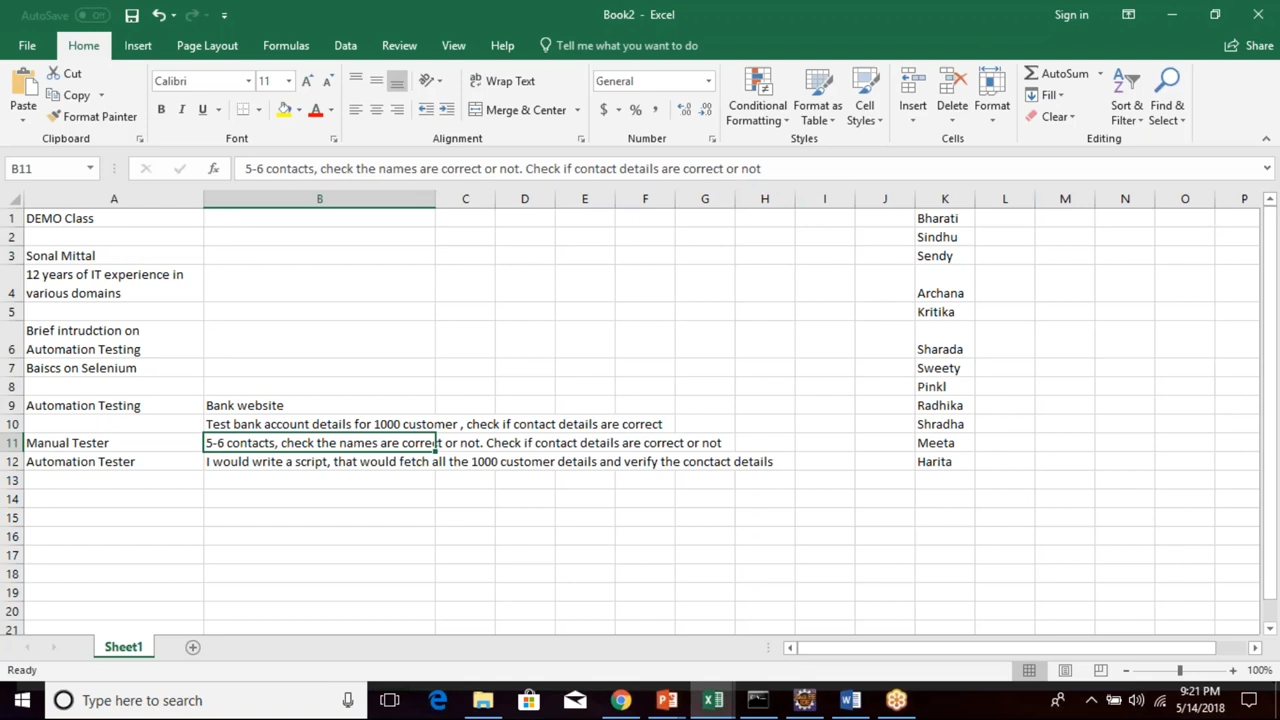 AutoSave Off
Book2 - Excel
Sign in
File Home Insert Page Layout Formulas Data Review View Help Tell me what you want to do Share
Paste
Cut
Copy
Format Painter
Clipboard
Calibri 11
B I U A
Font
Wrap Text
Merge & Center
Alignment
General
$ % ,
Number
Conditional Formatting
Format as Table
Cell Styles
Styles
Insert
Delete
Format
Cells
AutoSum
Fill
Clear
Sort & Filter
Find & Select
Editing
B11 fx 5-6 contacts, check the names are correct or not. Check if contact details are correct or not
A B C D E F G H I J K L M N O P
1 DEMO Class Bharati
2 Sindhu
3 Sonal Mittal Sendy
12 years of IT experience in
4 various domains Archana
5 Kritika
Brief intrudction on
6 Automation Testing Sharada
7 Baiscs on Selenium Sweety
8 Pinkl
9 Automation Testing Bank website Radhika
10 Test bank account details for 1000 customer , check if contact details are correct Shradha
11 Manual Tester 5-6 contacts, check the names are correct or not. Check if contact details are correct or not Meeta
12 Automation Tester I would write a script, that would fetch all the 1000 customer details and verify the conctact details Harita
13
14
15
16
17
18
19
20
21
Sheet1
Ready 100%
Type here to search
9:21 PM
5/14/2018